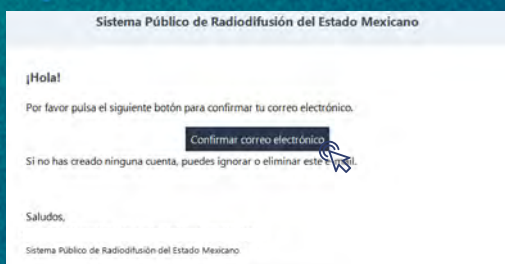 Sistema Público de Radiodifusión del Estado Mexicano
¡Hola!
Por favor pulsa el siguiente botón para confirmar tu correo electrónico.
Confirmar correo electrónico
Si no has creado ninguna cuenta, puedes ignorar o eliminar este e-mail.
Saludos,
Sistema Público de Radiodifusión del Estado Mexicano